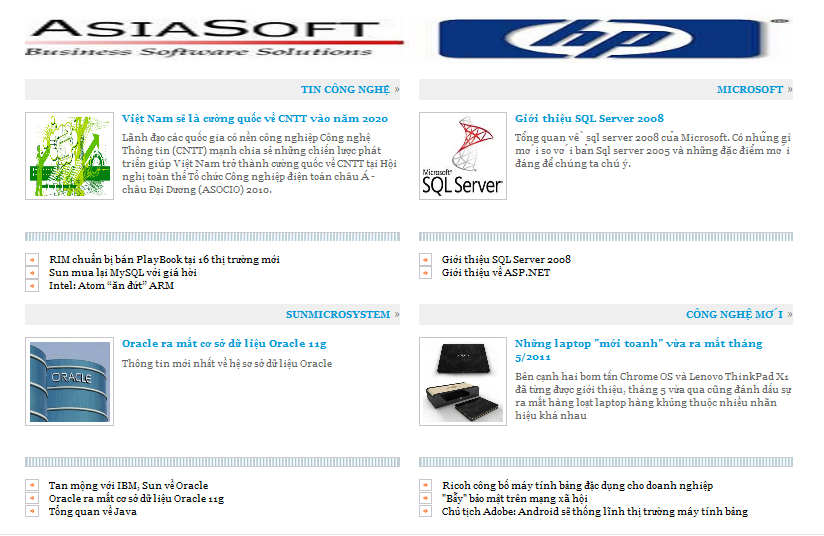 ASIASOFT
Business Software Solutions
hp
TIN CÔNG NGHỆ »
Việt Nam sẽ là cường quốc về CNTT vào năm 2020
Lãnh đạo các quốc gia có nền công nghiệp Công nghệ
Thông tin (CNTT) mạnh chia sẻ những chiến lược phát
triển giúp Việt Nam trở thành cường quốc về CNTT tại Hội
nghị toàn thể Tổ chức Công nghiệp điện toán châu Á -
châu Đại Dương (ASOCIO) 2010.
RIM chuẩn bị bán PlayBook tại 16 thị trường mới
Sun mua lại MySQL với giá hời
Intel: Atom “ăn đứt” ARM
MICROSOFT »
Microsoft®
SQL Server
Giới thiệu SQL Server 2008
Tổng quan về sql server 2008 của Microsoft. Có những gì
mới so với bản Sql server 2005 và những đặc điểm mới
đáng để chúng ta chú ý.
Giới thiệu SQL Server 2008
Giới thiệu về ASP.NET
SUNMICROSYSTEM »
ORACLE
Oracle ra mắt cơ sở dữ liệu Oracle 11g
Thông tin mới nhất về hệ sơ sở dữ liệu Oracle
Tan mộng với IBM, Sun về Oracle
Oracle ra mắt cơ sở dữ liệu Oracle 11g
Tổng quan về Java
CÔNG NGHỆ MỚI »
Những laptop "mới toanh" vừa ra mắt tháng
5/2011
Bên cạnh hai bom tấn Chrome OS và Lenovo ThinkPad X1
đã từng được giới thiệu, tháng 5 vừa qua cũng đánh dấu sự
ra mắt hàng loạt laptop hàng khủng thuộc nhiều nhãn
hiệu khá nhau
Ricoh công bố máy tính bảng đặc dụng cho doanh nghiệp
"Bẫy" bảo mật trên mạng xã hội
Chủ tịch Adobe: Android sẽ thống lĩnh thị trường máy tính bảng